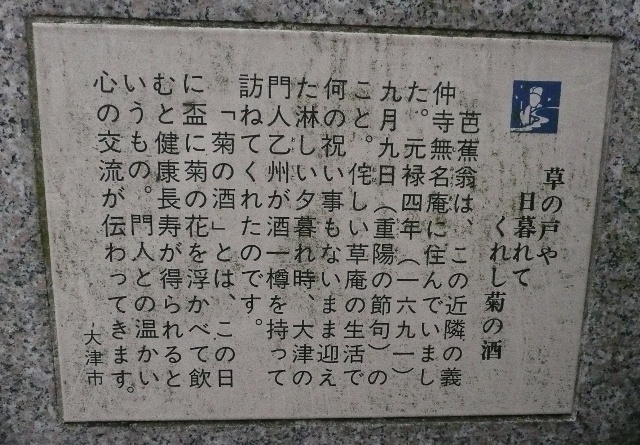 草の戸や
日暮れて
くれし菊の酒
芭蕉翁は、この近隣の義
仲寺無名庵に住んでいまし
た。元禄四年(一六九一)
九月九日(重陽の節句)の
こと。侘しい草庵の生活で
何の祝い事もないまま迎え
た淋しい夕暮れ時、大津の
門人乙州が酒一樽を持って
訪ねてくれたのです。
「菊の酒」とは、この日
に盃に菊の花を浮かべて飲
むと健康長寿が得られると
いうもの。門人との温かい
心の交流が伝わってきます。
大津市